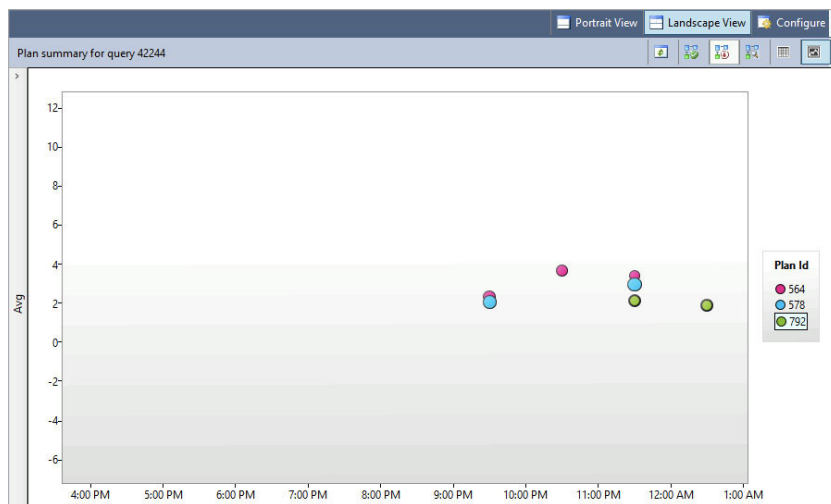 Portrait View Landscape View Configure
Plan summary for query 42244
>
12
10
8
6
4
2
0
-2
-4
-6
Avg
4:00 PM 5:00 PM 6:00 PM 7:00 PM 8:00 PM 9:00 PM 10:00 PM 11:00 PM 12:00 AM 1:00 AM
Plan Id
564
578
792